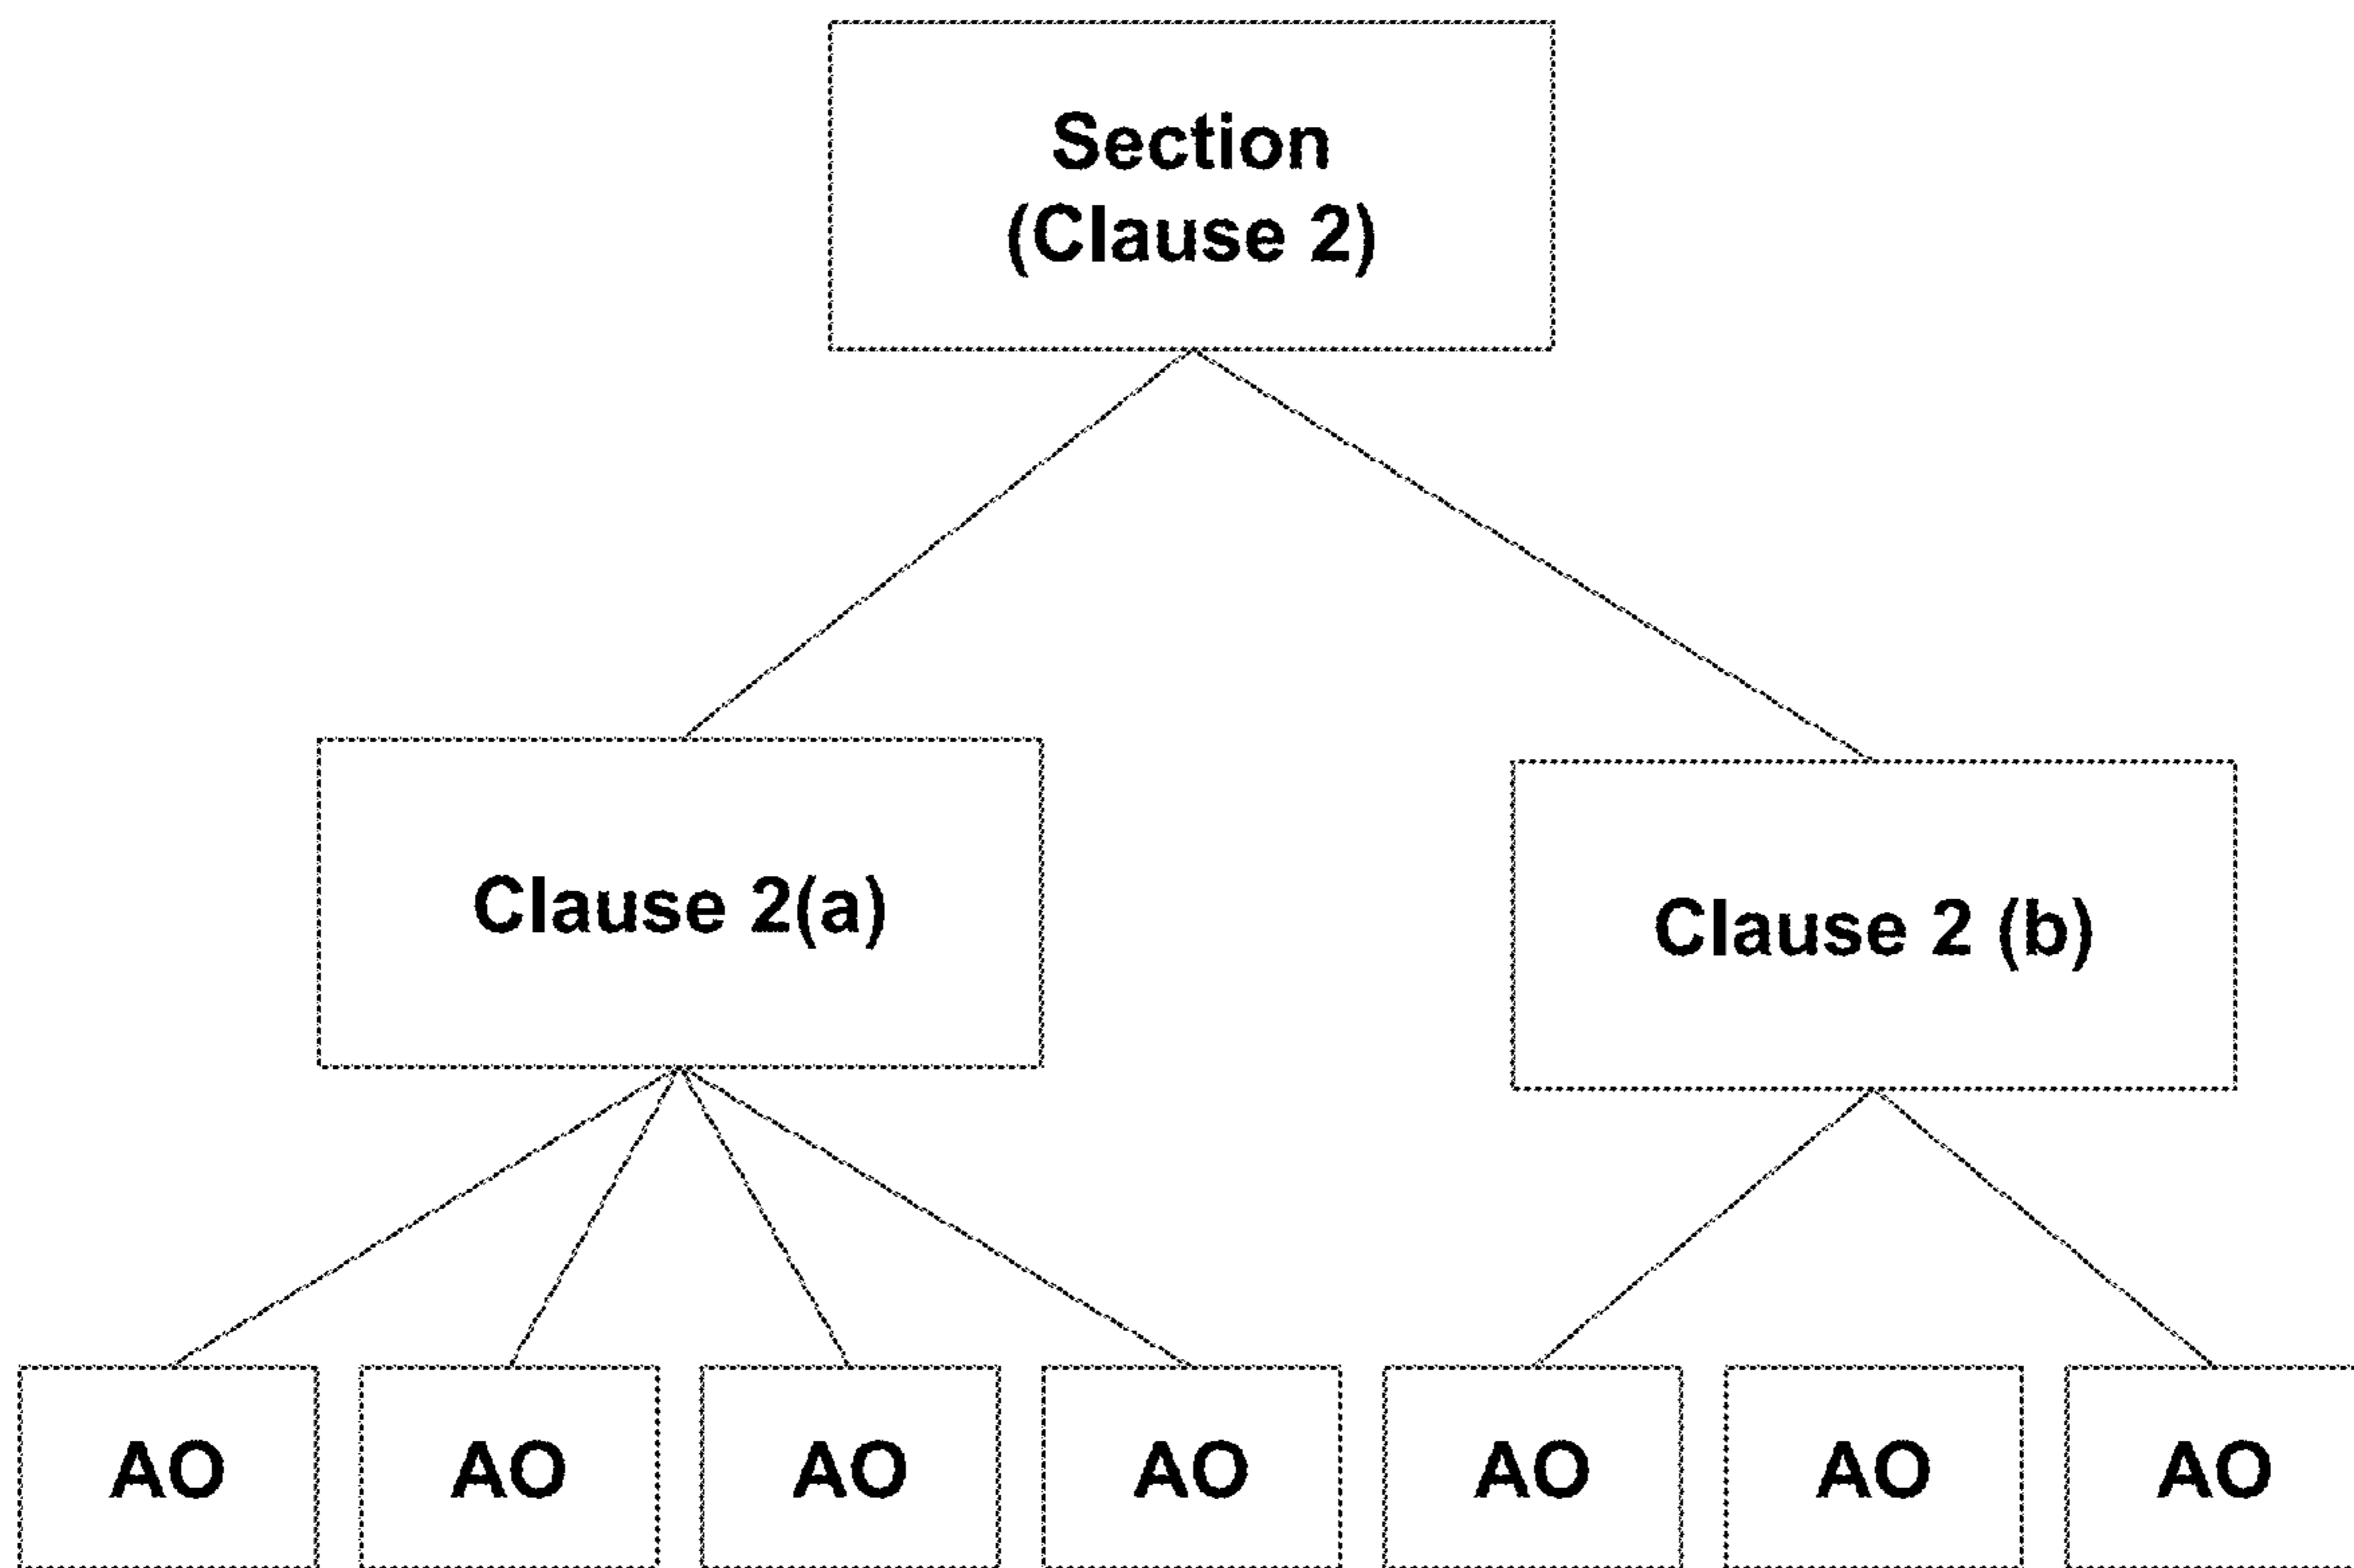 Section
(Clause 2)
Clause 2(a)
Clause 2 (b)
AO
AO
AO
AO
AO
AO
AO